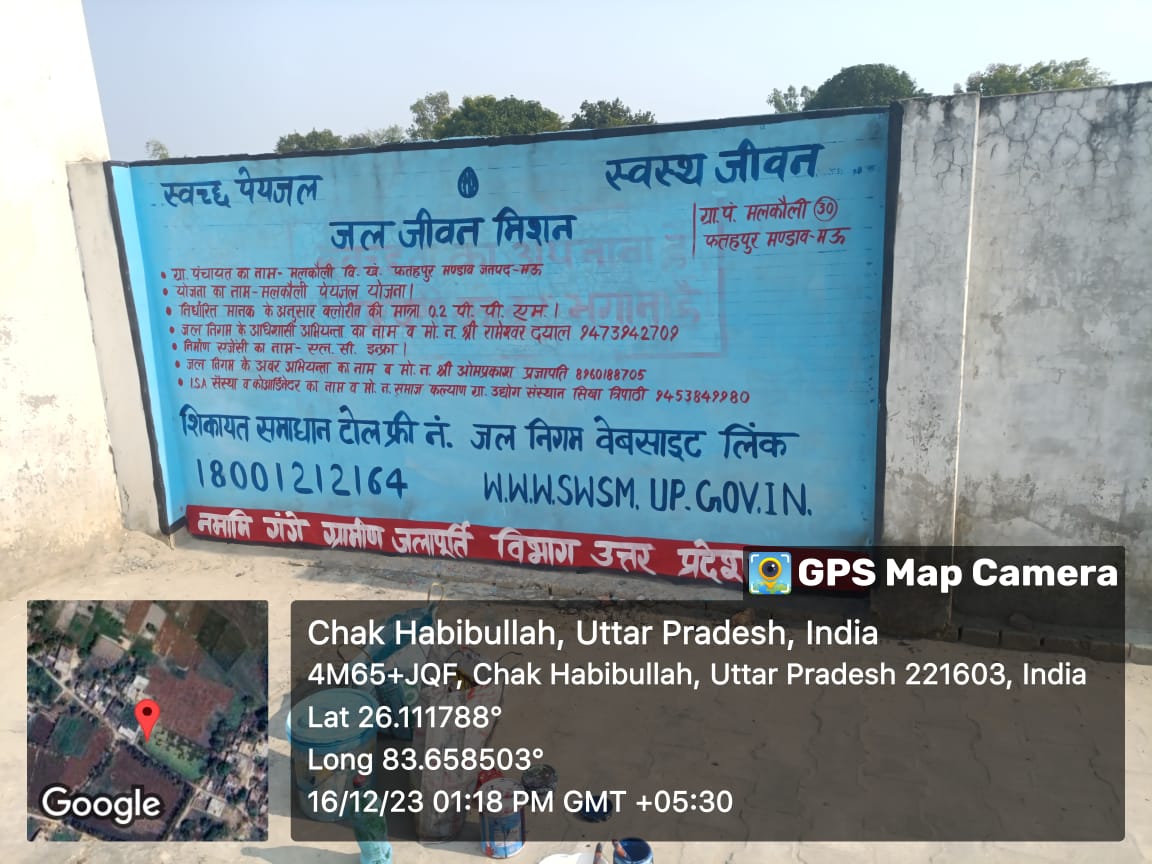 स्वच्छ पेयजल
स्वस्थ जीवन
जल जीवन मिशन
ग्रा. पं. मलकौली 30
फतहपुर मण्डाव-मऊ
• ग्रा. पंचायत का नाम- मलकौली वि. खं. फतहपुर मण्डाव जनपद-मऊ
• योजना का नाम-मलकौली पेयजल योजना।
• निर्धारित मानक के अनुसार क्लोरीन की मात्रा 0.2 पी. पी. एम.।
• जल निगम के अधिशासी अभियन्ता का नाम व मो. न. श्री रामेश्वर दयाल 9473942709
• निर्माण एजेंसी का नाम- एल. सी. इन्फ्रा।
• जल निगम के अवर अभियन्ता का नाम व मो. न. श्री ओमप्रकाश प्रजापति 8960188705
• I.S.A संस्था व कोआर्डिनेटर का नाम व मो. न. समाज कल्याण ग्रा. उद्योग संस्थान सिखा त्रिपाठी 9453849980
शिकायत समाधान टोल फ्री नं. जल निगम वेबसाइट लिंक
18001212164 W.W.W.SWSM.UP.GOV.IN.
नमामि गंगे ग्रामीण जलापूर्ति विभाग उत्तर प्रदेश
GPS Map Camera
Chak Habibullah, Uttar Pradesh, India
4M65+JQF, Chak Habibullah, Uttar Pradesh 221603, India
Lat 26.111788°
Long 83.658503°
16/12/23 01:18 PM GMT +05:30
Google